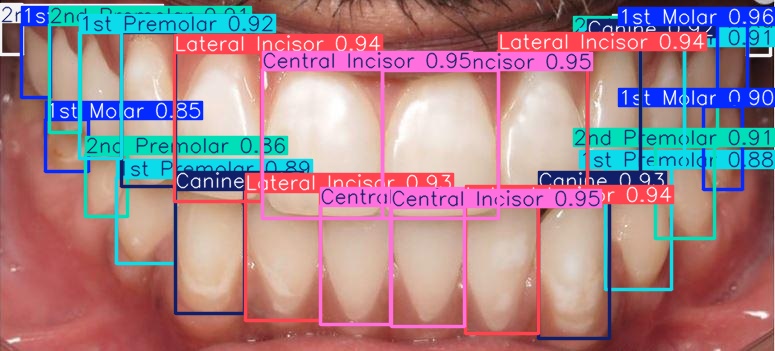 1st Molar 0.96
1st Premolar 0.92
Lateral Incisor 0.94
Lateral Incisor 0.94
0.91
Central Incisor 0.95
ncisor 0.95
1st Molar 0.90
1st Molar 0.85
2nd Premolar 0.86
2nd Premolar 0.91
1st Premolar 0.89
1st Premolar 0.88
Canine
Lateral Incisor 0.93
Canine 0.93
Central Incisor 0.95
0.94